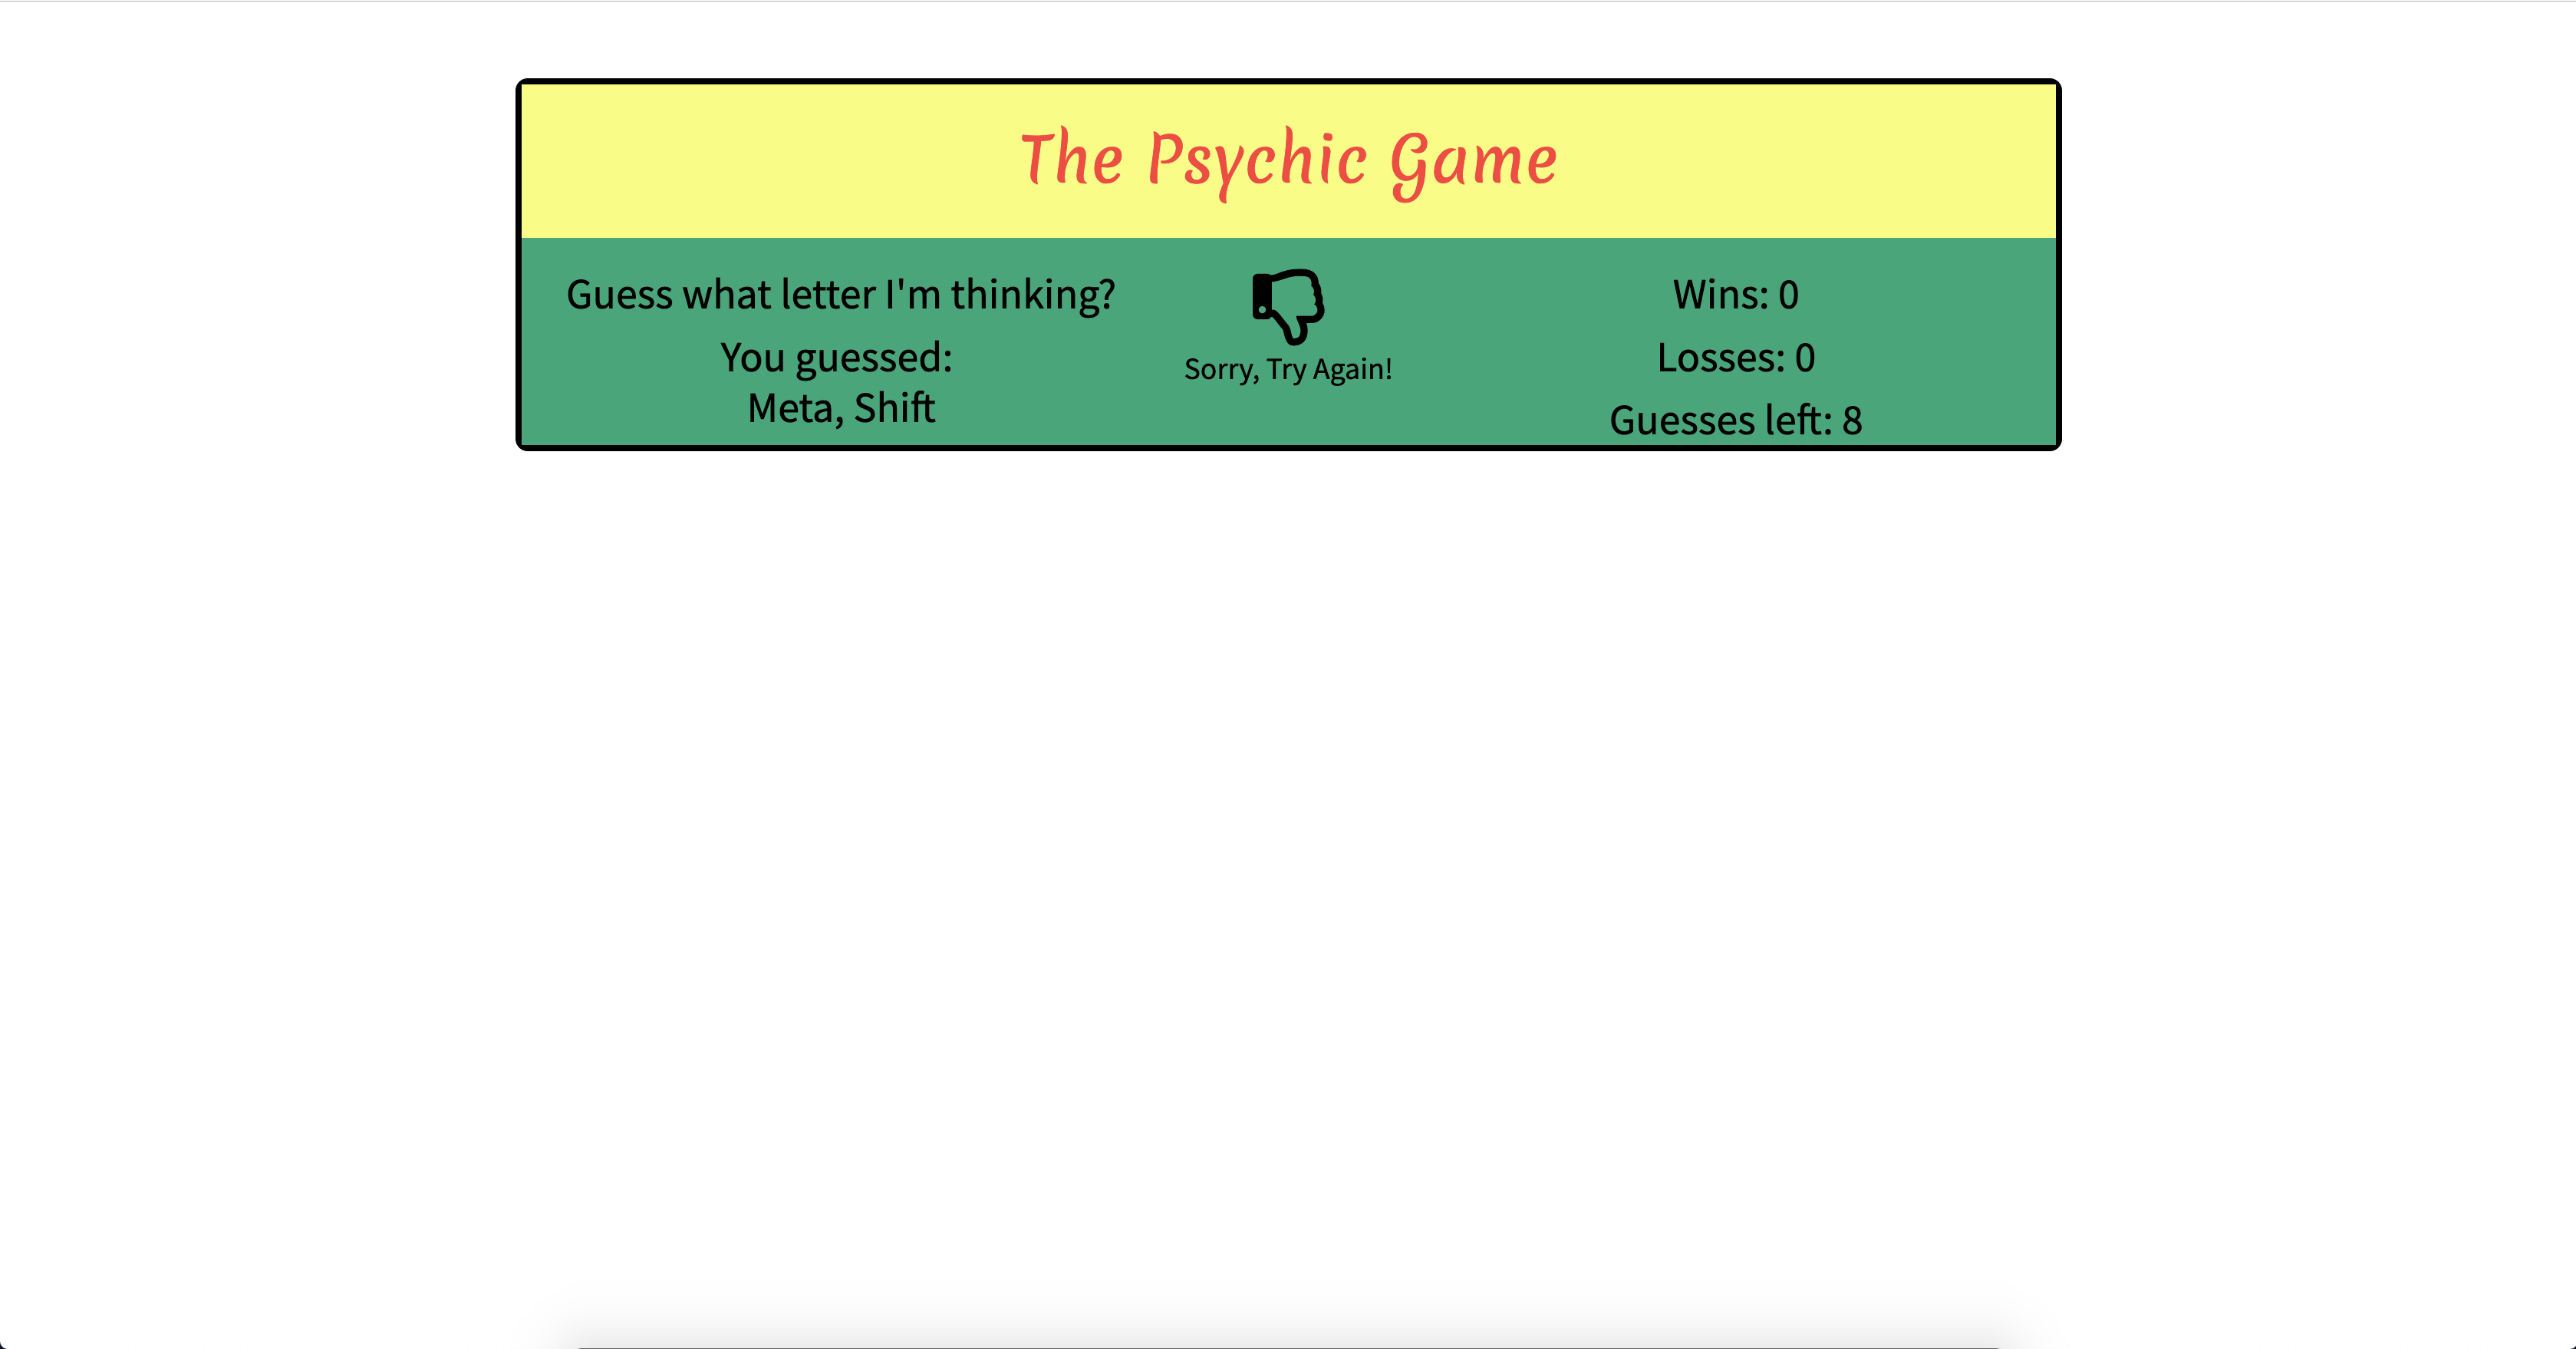 The Psychic Game
Guess what letter I'm thinking?
You guessed:
Meta, Shift
Sorry, Try Again!
Wins: 0
Losses: 0
Guesses left: 8